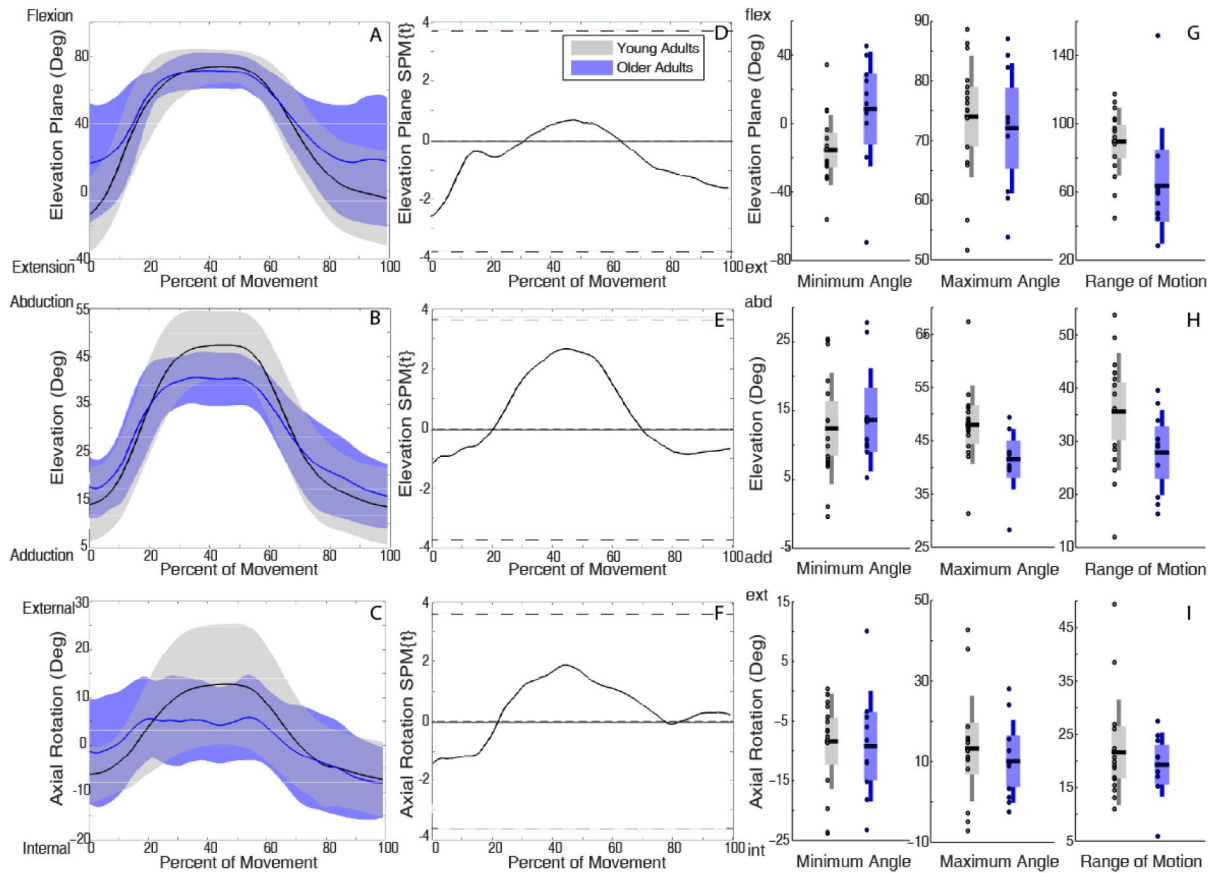 Flexion
A
80
40
0
-40
Elevation Plane (Deg)
Extension
0 20 40 60 80 100
Percent of Movement
D
4
2
0
-2
-4
Elevation Plane SPM{t}
Young Adults
Older Adults
0 20 40 60 80 100
Percent of Movement
flex
80
40
0
-40
-80
ext
Elevation Plane (Deg)
Minimum Angle
90
80
70
60
50
Maximum Angle
G
140
100
60
20
Range of Motion
Abduction
B
55
45
35
25
15
5
Elevation (Deg)
Adduction
0 20 40 60 80 100
Percent of Movement
E
4
2
0
-2
-4
Elevation SPM{t}
0 20 40 60 80 100
Percent of Movement
abd
25
15
5
-5
add
Elevation (Deg)
Minimum Angle
65
55
45
35
25
Maximum Angle
H
50
40
30
20
10
Range of Motion
External
C
30
20
10
0
-10
-20
Axial Rotation (Deg)
Internal
0 20 40 60 80 100
Percent of Movement
F
4
2
0
-2
-4
Axial Rotation SPM{t}
0 20 40 60 80 100
Percent of Movement
ext
15
5
-5
-15
-25
int
Axial Rotation (Deg)
Minimum Angle
50
30
10
-10
Maximum Angle
I
45
35
25
15
5
Range of Motion